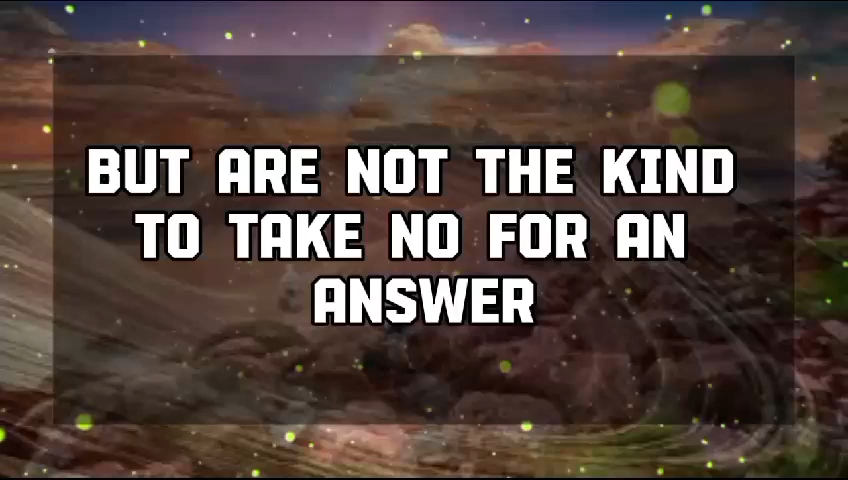 BUT ARE NOT THE KIND
TO TAKE NO FOR AN
ANSWER